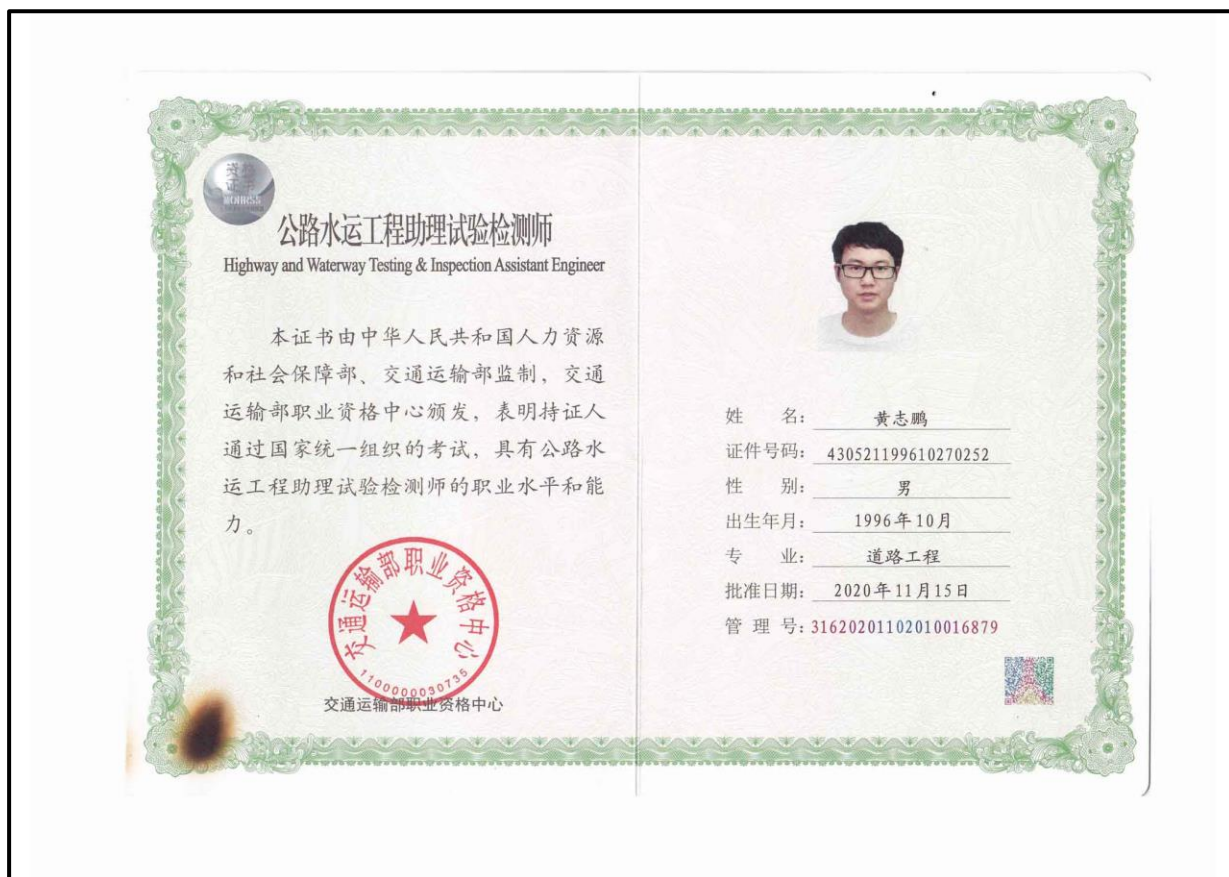 资格
证书
MOHRSS
公路水运工程助理试验检测师
Highway and Waterway Testing & Inspection Assistant Engineer
本证书由中华人民共和国人力资源
和社会保障部、交通运输部监制，交通
运输部职业资格中心颁发，表明持证人
通过国家统一组织的考试，具有公路水
运工程助理试验检测师的职业水平和能
力。
交通运输部职业资格中心
1100000030735
交通运输部职业资格中心
姓 名：黄志鹏
证件号码：430521199610270252
性 别：男
出生年月：1996年10月
专 业：道路工程
批准日期：2020年11月15日
管 理 号：31620201102010016879